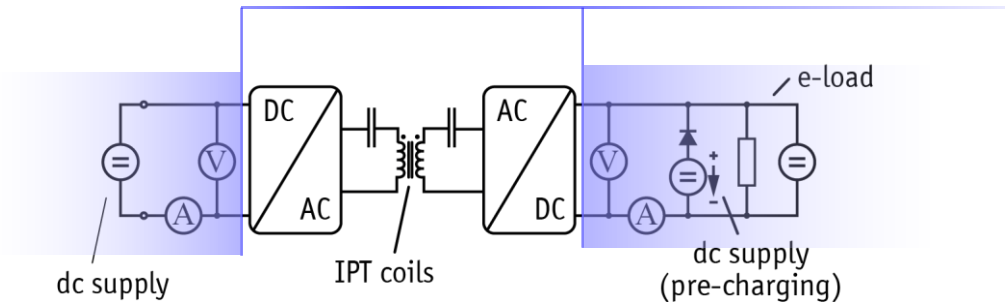 e-load
DC
AC
V
V
+
=
=
=
-
A
AC
DC
A
dc supply
IPT coils
dc supply
(pre-charging)